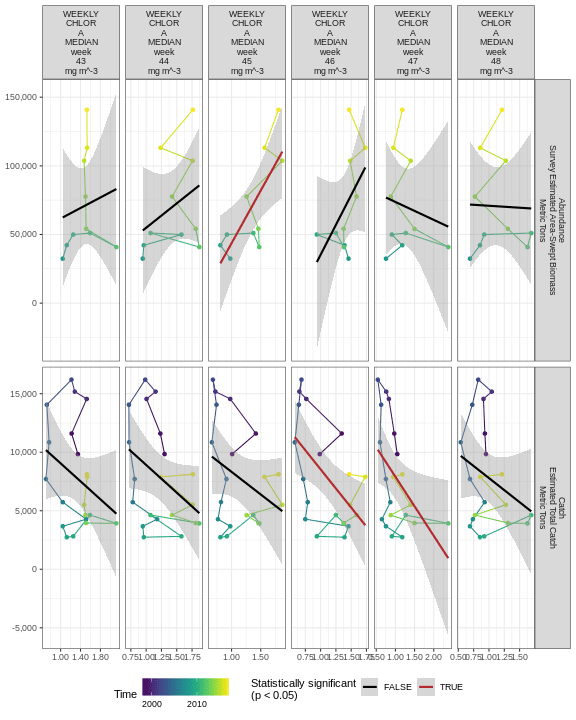 WEEKLY CHLOR A MEDIAN week 43 mg m^-3
WEEKLY CHLOR A MEDIAN week 44 mg m^-3
WEEKLY CHLOR A MEDIAN week 45 mg m^-3
WEEKLY CHLOR A MEDIAN week 46 mg m^-3
WEEKLY CHLOR A MEDIAN week 47 mg m^-3
WEEKLY CHLOR A MEDIAN week 48 mg m^-3
150,000
100,000
50,000
0
Abundance
Survey Estimated Area-Swept Biomass
Metric Tons
15,000
10,000
5,000
0
-5,000
Catch
Estimated Total Catch
Metric Tons
1.00 1.40 1.80
0.75 1.00 1.25 1.50 1.75
1.00 1.50
0.75 1.00 1.25 1.50 1.75
0.50 1.00 1.50 2.00
0.50 0.75 1.00 1.25 1.50
Time
2000 2010
Statistically significant
(p < 0.05)
FALSE
TRUE